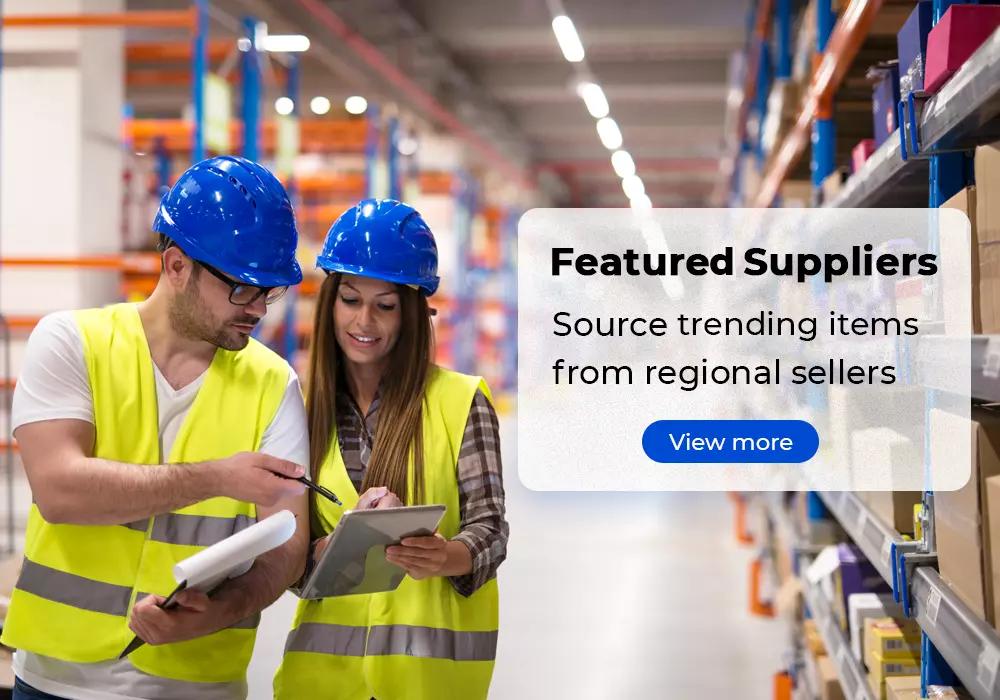 Featured Suppliers
Source trending items
from regional sellers
View more